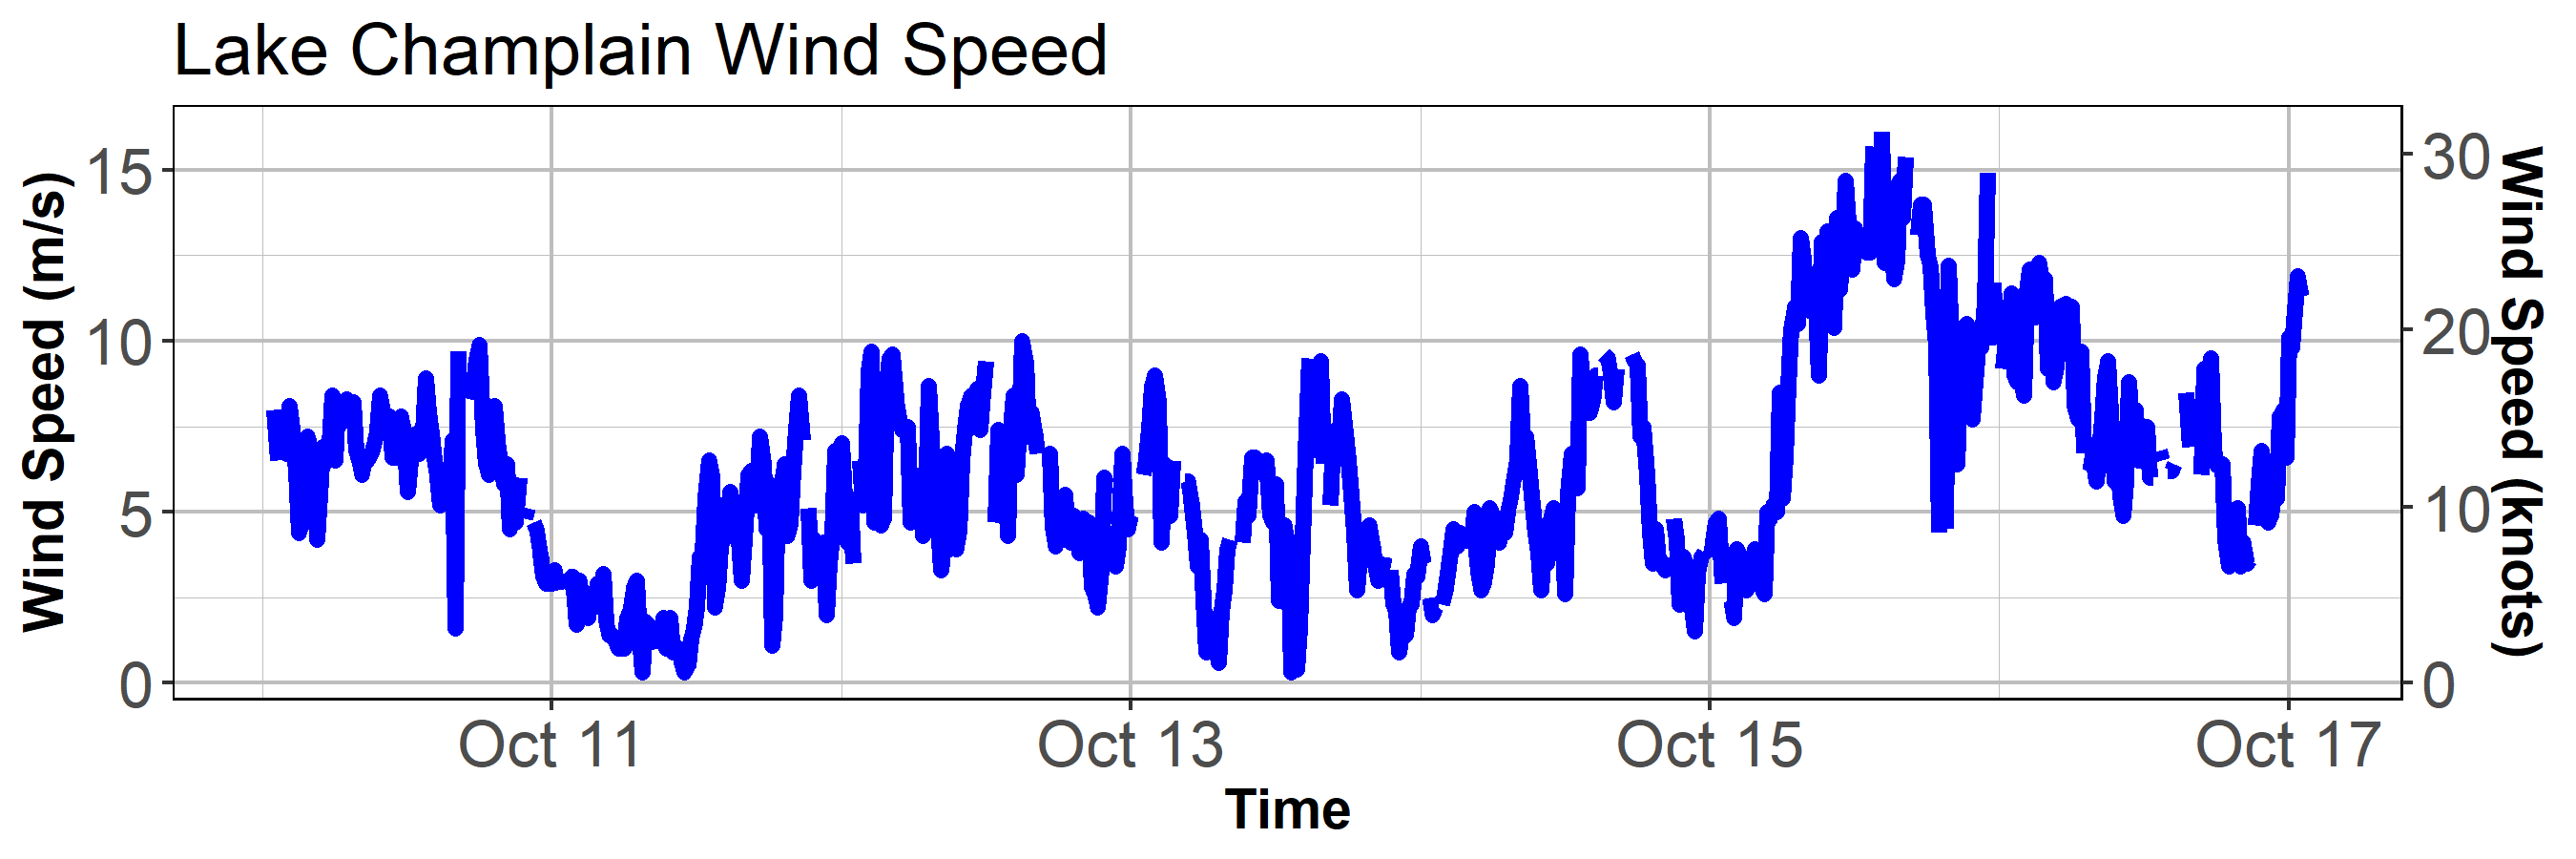 Lake Champlain Wind Speed
Wind Speed (m/s)
15
10
5
0
30
20
10
0
Wind Speed (knots)
Oct 11
Oct 13
Oct 15
Oct 17
Time